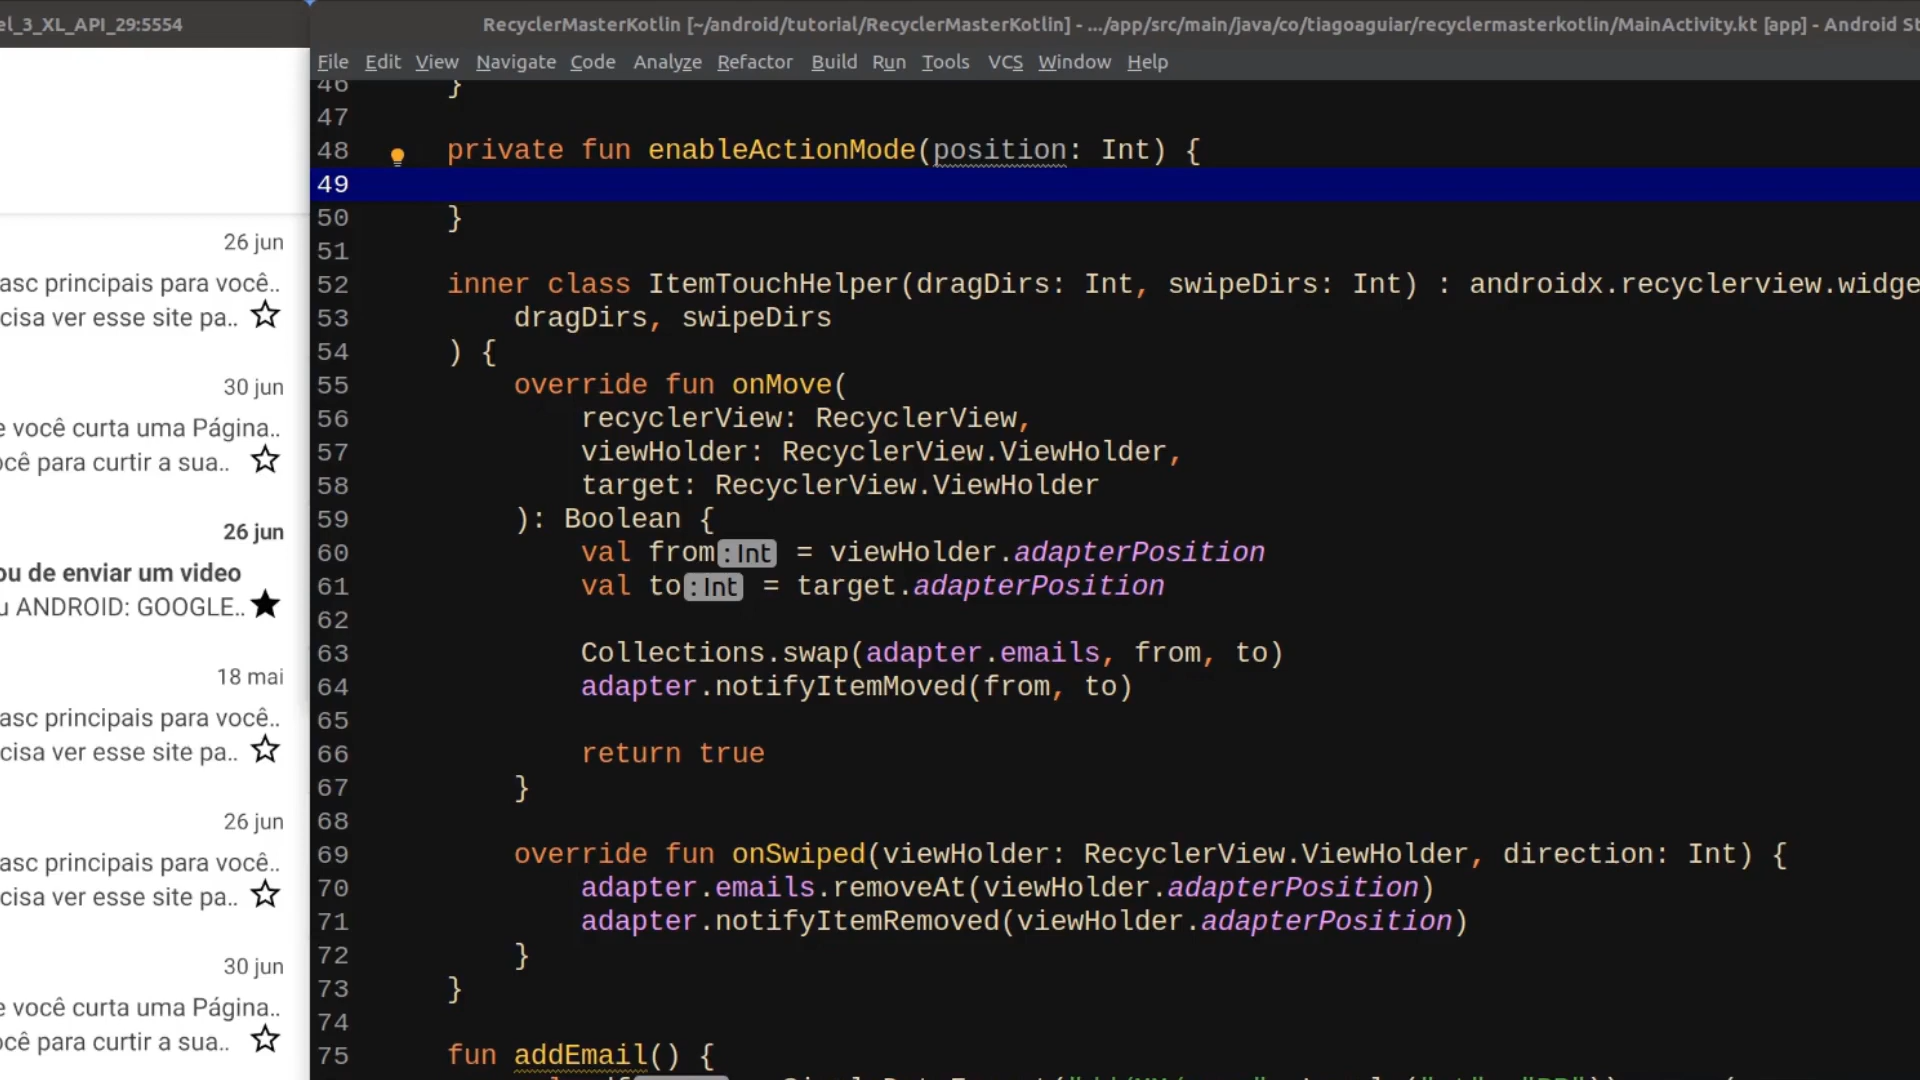 el_3_XL_API_29:5554
RecyclerMasterKotlin [~/android/tutorial/RecyclerMasterKotlin] - .../app/src/main/java/co/tiagoaguiar/recyclermasterkotlin/MainActivity.kt [app] - Android St
File Edit View Navigate Code Analyze Refactor Build Run Tools VCS Window Help
26 jun
asc principais para você..
cisa ver esse site pa..
30 jun
e você curta uma Página..
ocê para curtir a sua..
26 jun
ou de enviar um video
u ANDROID: GOOGLE..
18 mai
asc principais para você..
cisa ver esse site pa..
26 jun
asc principais para você..
cisa ver esse site pa..
30 jun
e você curta uma Página..
ocê para curtir a sua..
46 }
47
48 private fun enableActionMode(position: Int) {
49
50 }
51
52 inner class ItemTouchHelper(dragDirs: Int, swipeDirs: Int) : androidx.recyclerview.widge
53 dragDirs, swipeDirs
54 ) {
55 override fun onMove(
56 recyclerView: RecyclerView,
57 viewHolder: RecyclerView.ViewHolder,
58 target: RecyclerView.ViewHolder
59 ): Boolean {
60 val from: Int = viewHolder.adapterPosition
61 val to: Int = target.adapterPosition
62
63 Collections.swap(adapter.emails, from, to)
64 adapter.notifyItemMoved(from, to)
65
66 return true
67 }
68
69 override fun onSwiped(viewHolder: RecyclerView.ViewHolder, direction: Int) {
70 adapter.emails.removeAt(viewHolder.adapterPosition)
71 adapter.notifyItemRemoved(viewHolder.adapterPosition)
72 }
73 }
74
75 fun addEmail() {